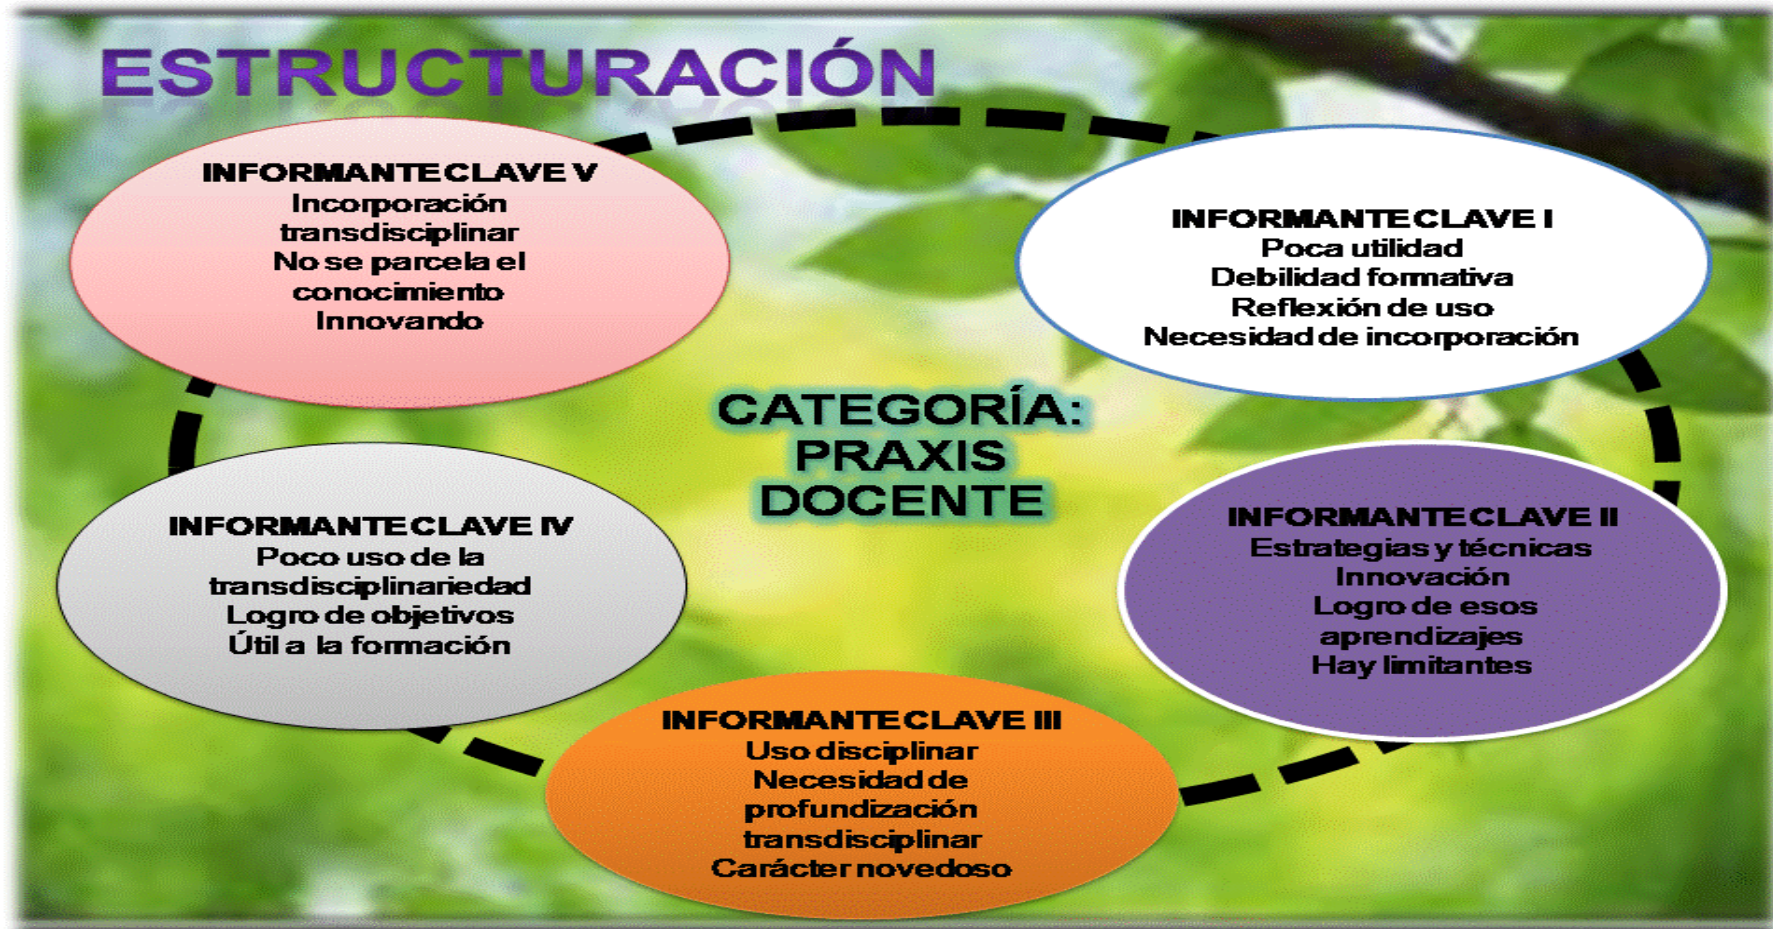 ESTRUCTURACIÓN
INFORMANTE CLAVE V
Incorporación
transdisciplinar
No se parcela el
conocimiento
Innovando
INFORMANTE CLAVE I
Poca utilidad
Debilidad formativa
Reflexión de uso
Necesidad de incorporación
CATEGORÍA:
PRAXIS
DOCENTE
INFORMANTE CLAVE IV
Poco uso de la
transdisciplinariedad
Logro de objetivos
Útil a la formación
INFORMANTE CLAVE II
Estrategias y técnicas
Innovación
Logro de esos
aprendizajes
Hay limitantes
INFORMANTE CLAVE III
Uso disciplinar
Necesidad de
profundización
transdisciplinar
Carácter novedoso